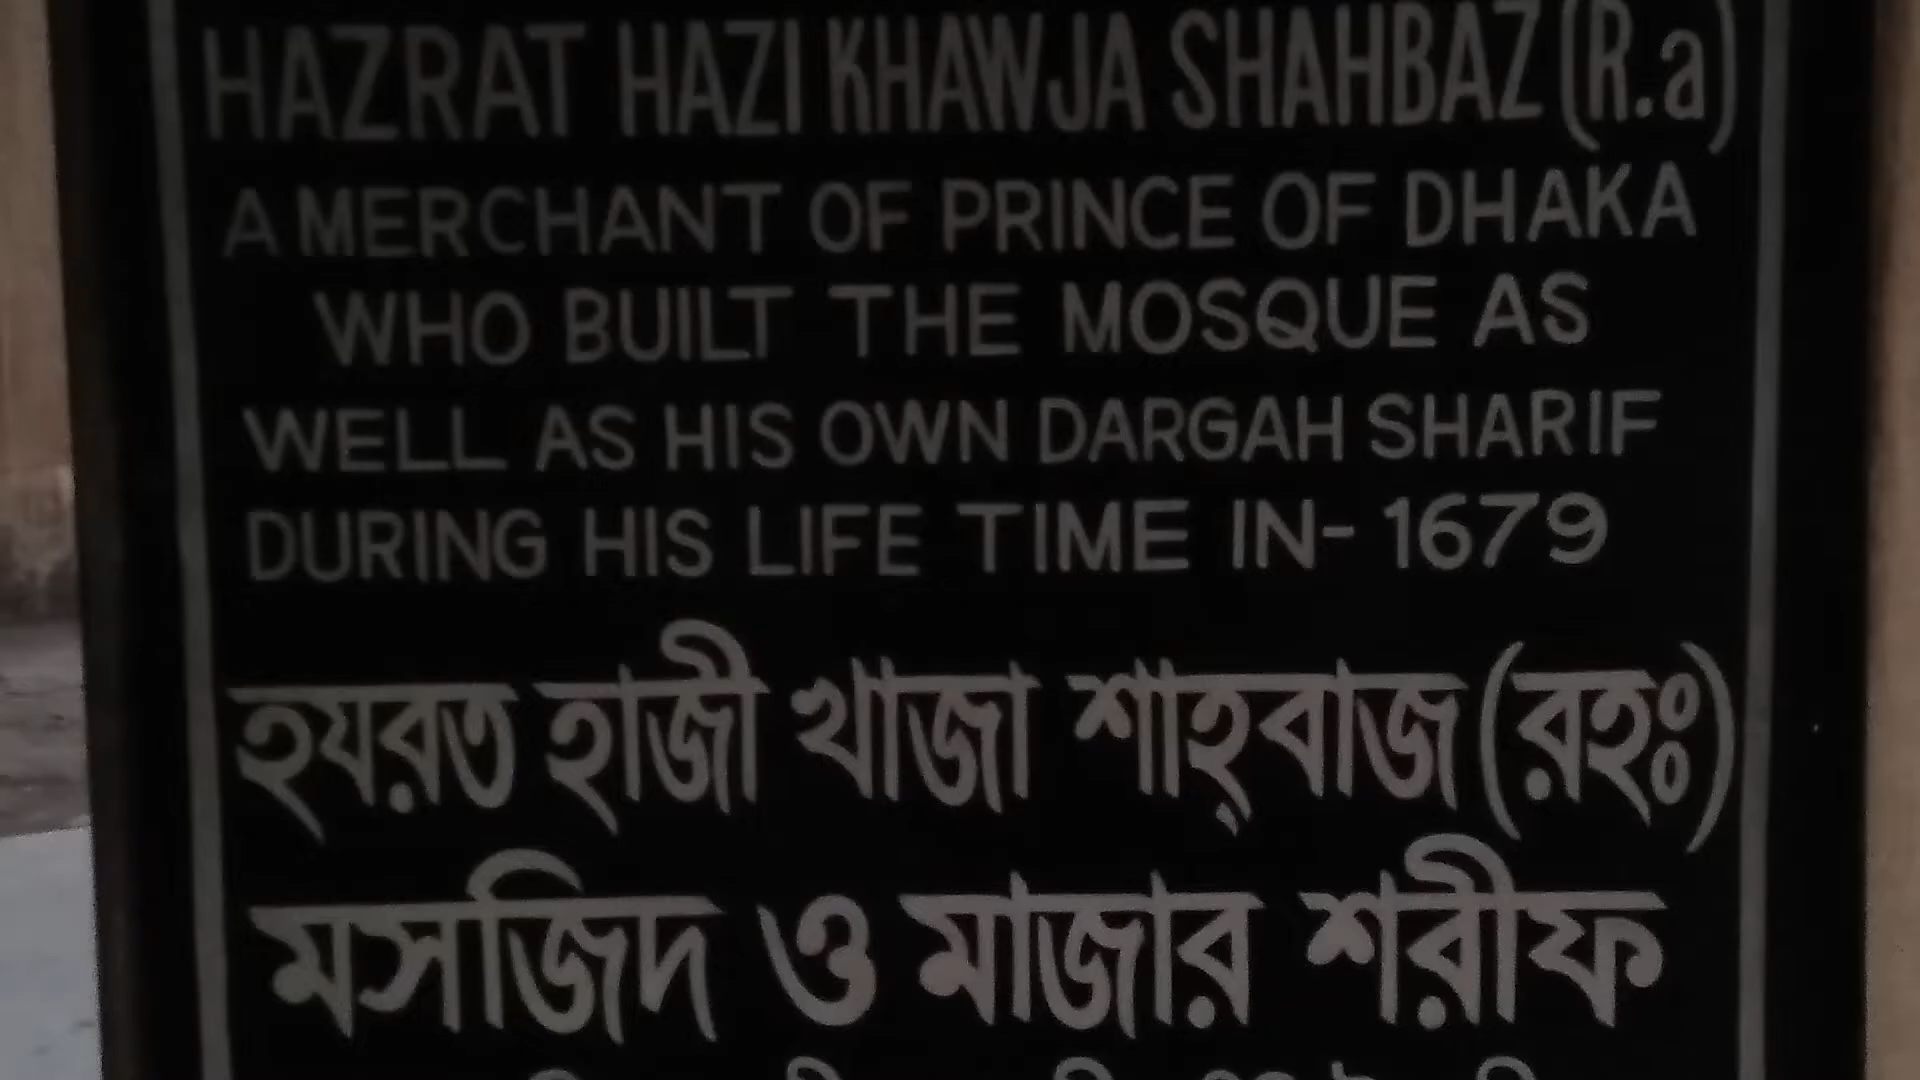 HAZRAT HAZI KHAWJA SHAHBAZ (R.a)
A MERCHANT OF PRINCE OF DHAKA
WHO BUILT THE MOSQUE AS
WELL AS HIS OWN DARGAH SHARIF
DURING HIS LIFE TIME IN- 1679
হযরত হাজী খাজা শাহ্বাজ (রহঃ)
মসজিদ ও মাজার শরীফ